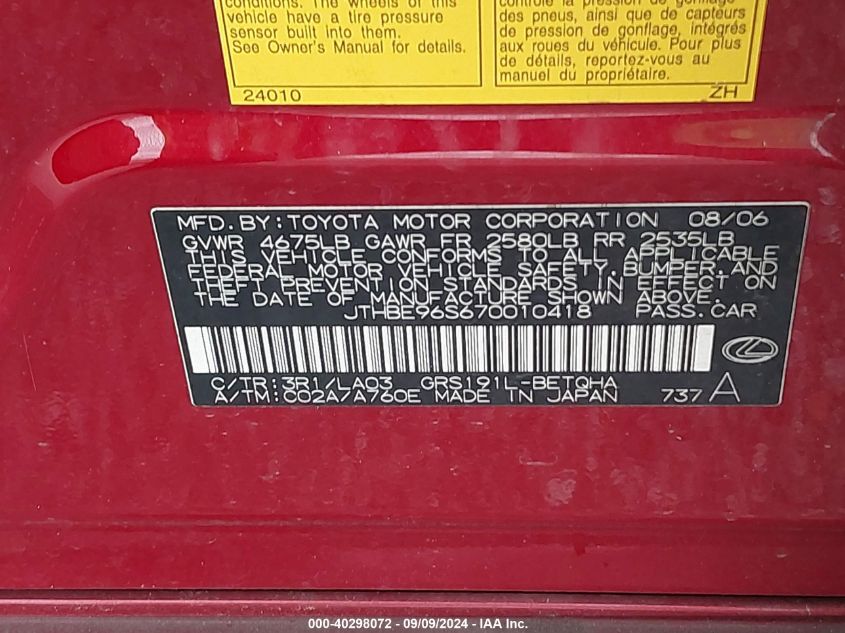 conditions. The wheels of this
vehicle have a tire pressure
sensor built into them.
See Owner's Manual for details.
24010
contrôle la pression de gonflage
des pneus, ainsi que de capteurs
de pression de gonflage, intégrés
aux roues du véhicule. Pour plus
de détails, reportez-vous au
manuel du propriétaire.
ZH
MFD. BY: TOYOTA MOTOR CORPORATION 08/06
GVWR 4675LB GAWR FR 2580LB RR 2535LB
THIS VEHICLE CONFORMS TO ALL APPLICABLE
FEDERAL MOTOR VEHICLE SAFETY, BUMPER, AND
THEFT PREVENTION STANDARDS IN EFFECT ON
THE DATE OF MANUFACTURE SHOWN ABOVE.
JTHBE96S670010418 PASS. CAR
C/TR: 3R1/LA03 GRS191L-BETQHA
A/TM: C02A/A760E MADE IN JAPAN 737 A
000-40298072 - 09/09/2024 - IAA Inc.